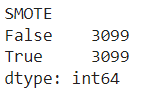 SMOTE
False    3099
True     3099
dtype: int64